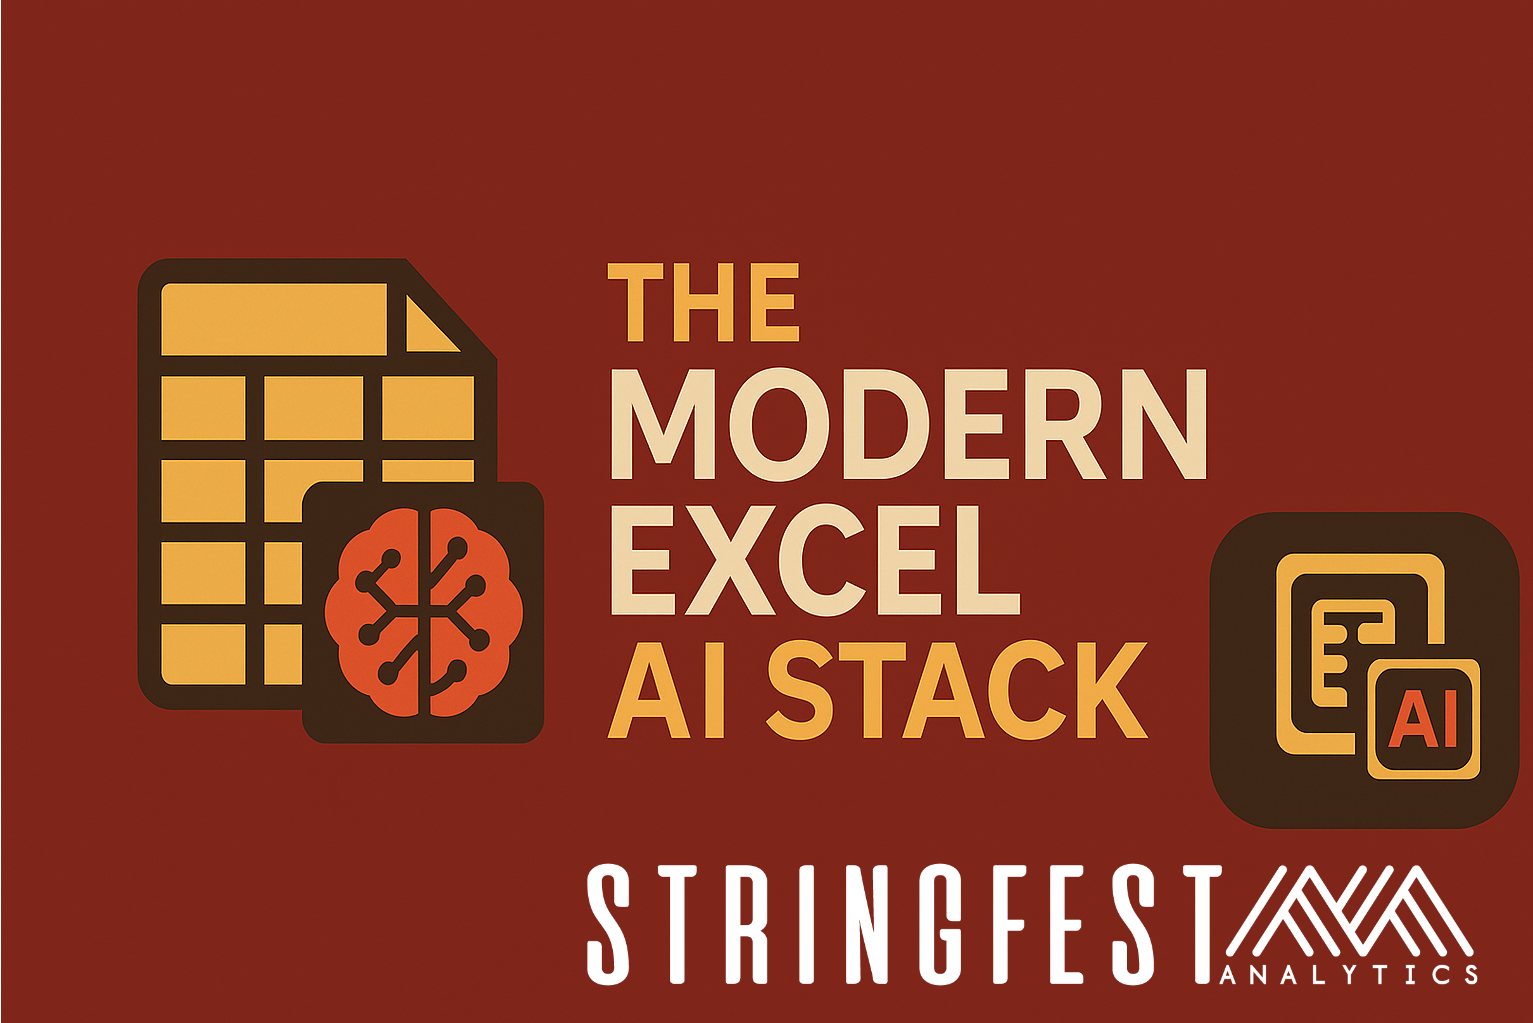 THE
MODERN
EXCEL
AI STACK
AI
STRINGFEST
ANALYTICS